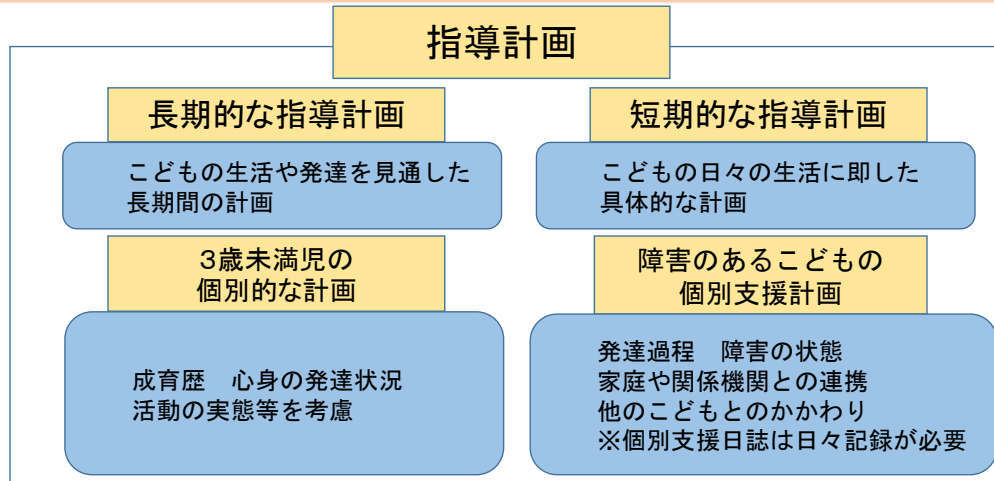 指導計画
長期的な指導計画
こどもの生活や発達を見通した
長期間の計画
短期的な指導計画
こどもの日々の生活に即した
具体的な計画
3歳未満児の
個別的な計画
成育歴　心身の発達状況
活動の実態等を考慮
障害のあるこどもの
個別支援計画
発達過程　障害の状態
家庭や関係機関との連携
他のこどもとのかかわり
※個別支援日誌は日々記録が必要